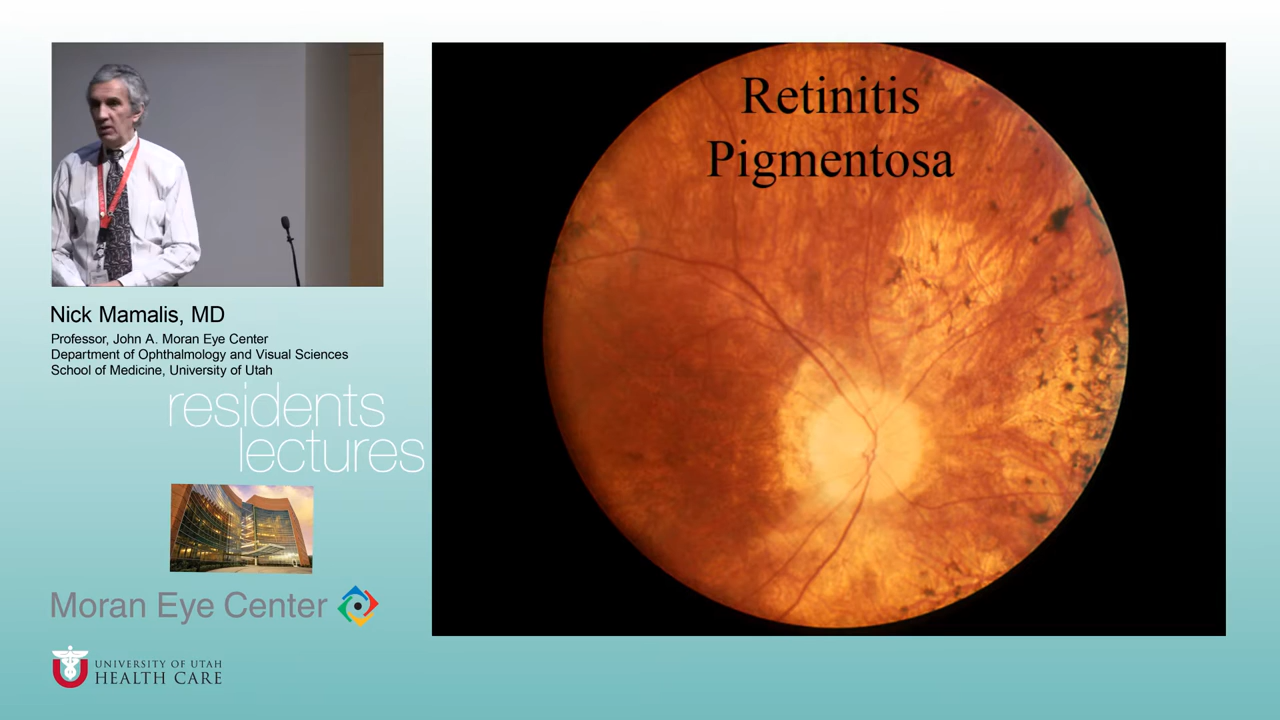 Retinitis
Pigmentosa
Nick Mamalis, MD
Professor, John A. Moran Eye Center
Department of Ophthalmology and Visual Sciences
School of Medicine, University of Utah
residents
lectures
Moran Eye Center
UNIVERSITY OF UTAH
HEALTH CARE